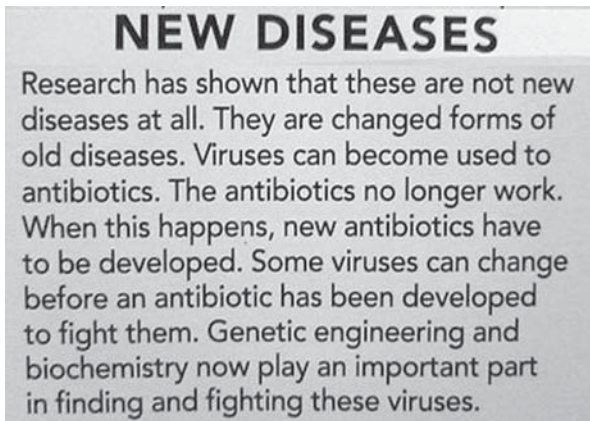 NEW DISEASES
Research has shown that these are not new
diseases at all. They are changed forms of
old diseases. Viruses can become used to
antibiotics. The antibiotics no longer work.
When this happens, new antibiotics have
to be developed. Some viruses can change
before an antibiotic has been developed
to fight them. Genetic engineering and
biochemistry now play an important part
in finding and fighting these viruses.